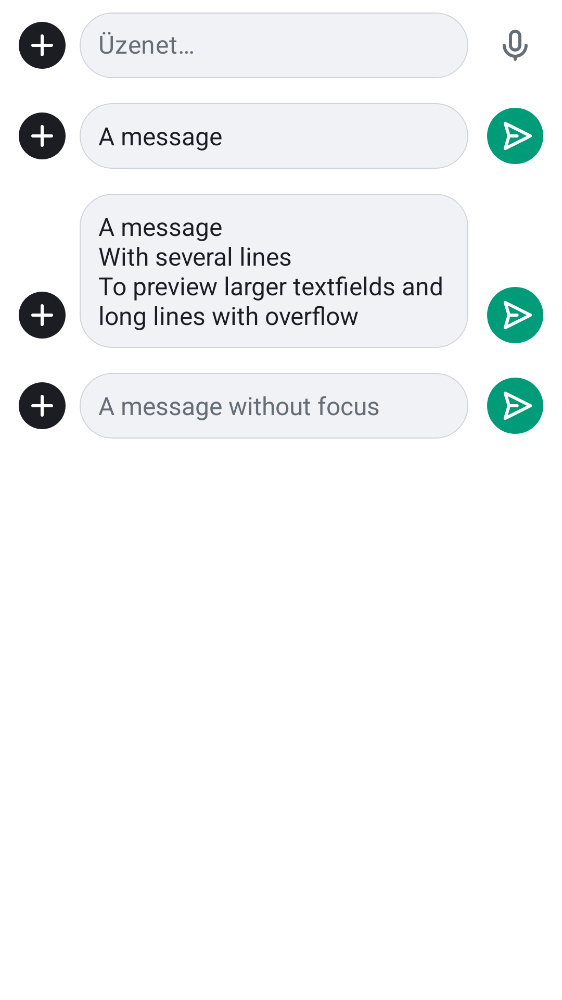 Üzenet…
A message
A message
With several lines
To preview larger textfields and
long lines with overflow
A message without focus